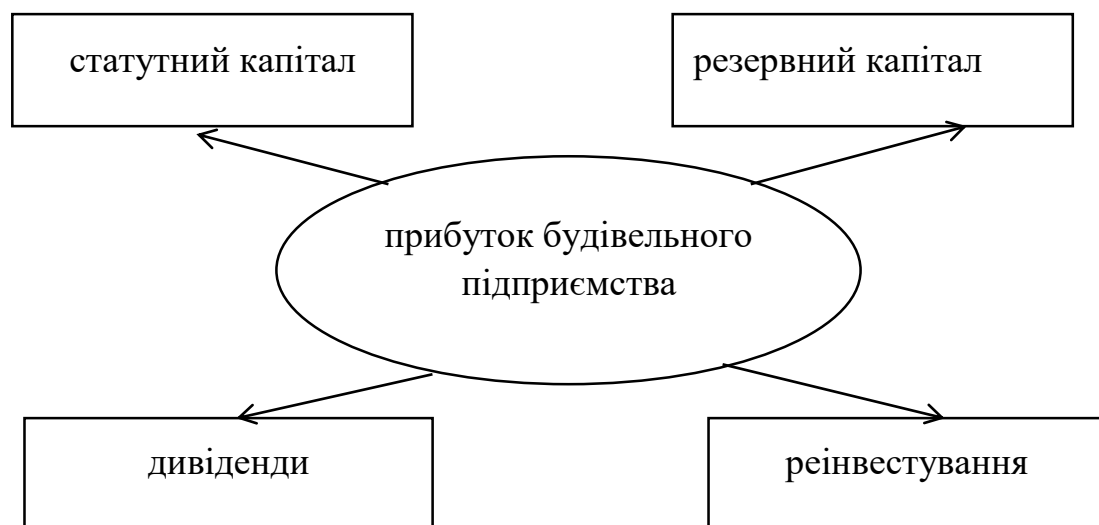 статутний капітал
резервний капітал
прибуток будівельного
підприємства
дивіденди
реінвестування